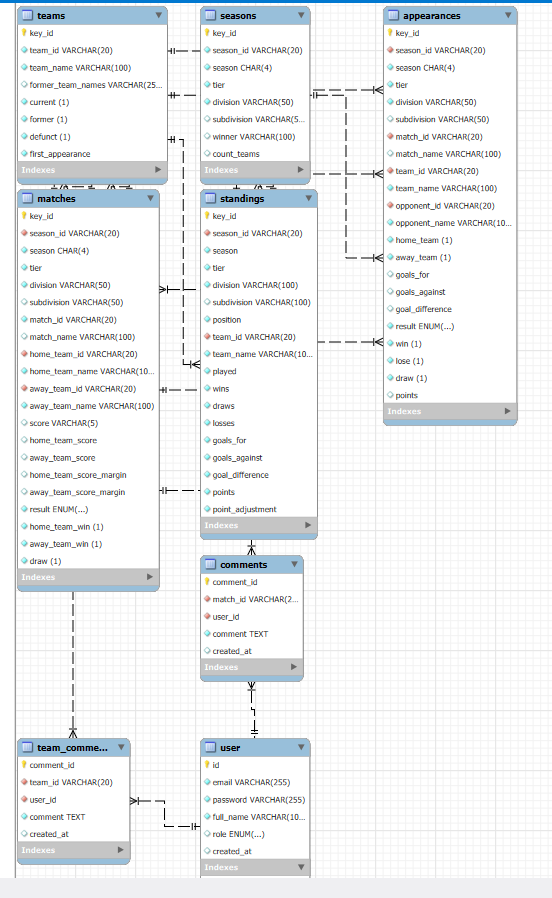 teams
key_id
team_id VARCHAR(20)
team_name VARCHAR(100)
former_team_names VARCHAR(25...
current (1)
former (1)
defunct (1)
first_appearance
Indexes
seasons
key_id
season_id VARCHAR(20)
season CHAR(4)
tier
division VARCHAR(50)
subdivision VARCHAR(5...
winner VARCHAR(100)
count_teams
Indexes
appearances
key_id
season_id VARCHAR(20)
season CHAR(4)
tier
division VARCHAR(50)
subdivision VARCHAR(50)
match_id VARCHAR(20)
match_name VARCHAR(100)
team_id VARCHAR(20)
team_name VARCHAR(100)
opponent_id VARCHAR(20)
opponent_name VARCHAR(10...
home_team (1)
away_team (1)
goals_for
goals_against
goal_difference
result ENUM(...)
win (1)
lose (1)
draw (1)
points
Indexes
matches
key_id
season_id VARCHAR(20)
season CHAR(4)
tier
division VARCHAR(50)
subdivision VARCHAR(50)
match_id VARCHAR(20)
match_name VARCHAR(100)
home_team_id VARCHAR(20)
home_team_name VARCHAR(10...
away_team_id VARCHAR(20)
away_team_name VARCHAR(100)
score VARCHAR(5)
home_team_score
away_team_score
home_team_score_margin
away_team_score_margin
result ENUM(...)
home_team_win (1)
away_team_win (1)
draw (1)
Indexes
standings
key_id
season_id VARCHAR(20)
season
tier
division VARCHAR(100)
subdivision VARCHAR(100)
position
team_id VARCHAR(20)
team_name VARCHAR(10...
played
wins
draws
losses
goals_for
goals_against
goal_difference
points
point_adjustment
Indexes
comments
comment_id
match_id VARCHAR(2...
user_id
comment TEXT
created_at
Indexes
team_comme...
comment_id
team_id VARCHAR(20)
user_id
comment TEXT
created_at
Indexes
user
id
email VARCHAR(255)
password VARCHAR(255)
full_name VARCHAR(10...
role ENUM(...)
created_at
Indexes